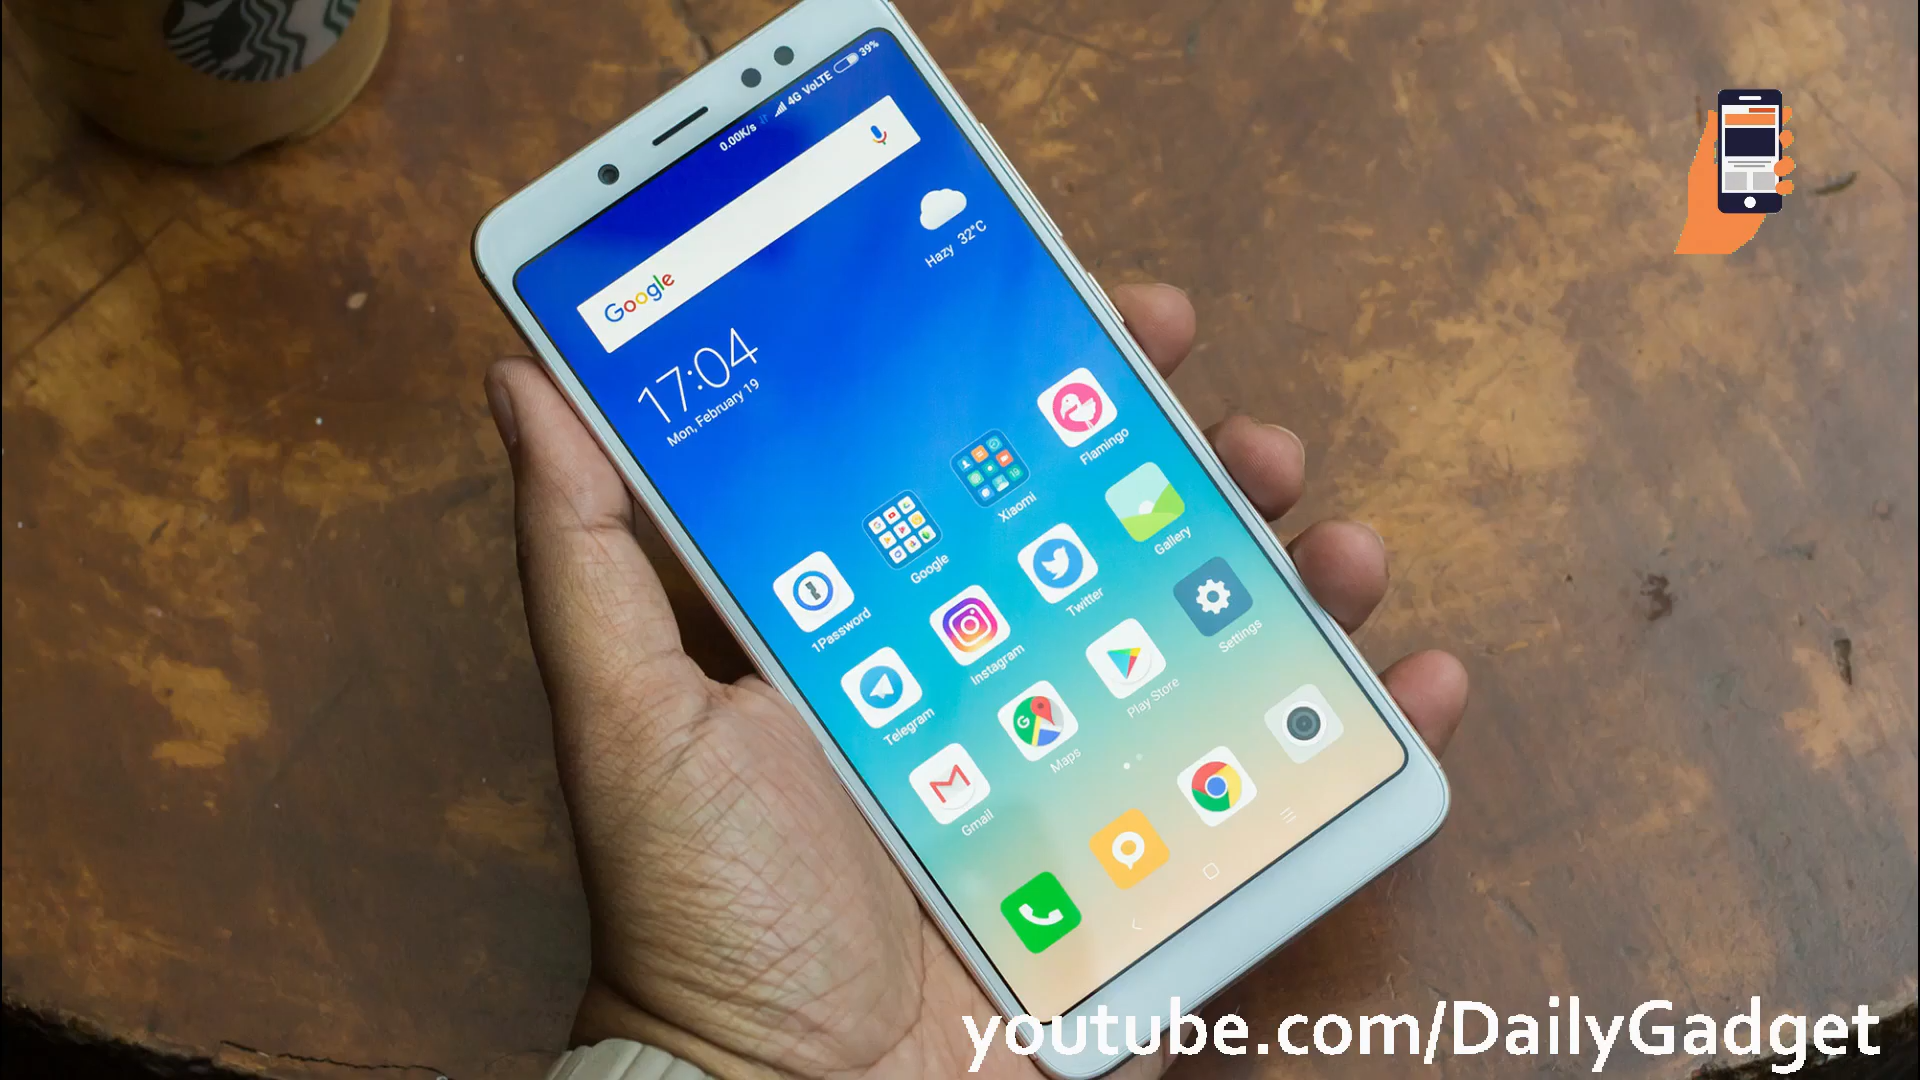 0.00K/s 4G VoLTE 39%
Google
Hazy 32°C
17:04
Mon, February 19
1Password
Google
Xiaomi
Flamingo
Telegram
Instagram
Twitter
Gallery
Gmail
Maps
Play Store
Settings
youtube.com/DailyGadget